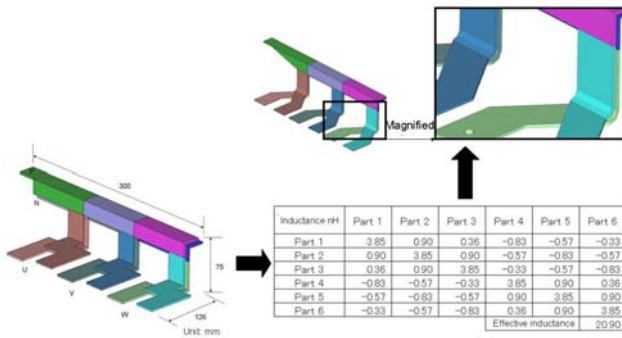 Magnified
300
N
75
U
V
W
126
Unit: mm
Inductance nH Part 1 Part 2 Part 3 Part 4 Part 5 Part 6
Part 1 3.85 0.90 0.36 -0.83 -0.57 -0.33
Part 2 0.90 3.85 0.90 -0.57 -0.83 -0.57
Part 3 0.36 0.90 3.85 -0.33 -0.57 -0.83
Part 4 -0.83 -0.57 -0.33 3.85 0.90 0.36
Part 5 -0.57 -0.83 -0.57 0.90 3.85 0.90
Part 6 -0.33 -0.57 -0.83 0.36 0.90 3.85
Effective inductance 20.90